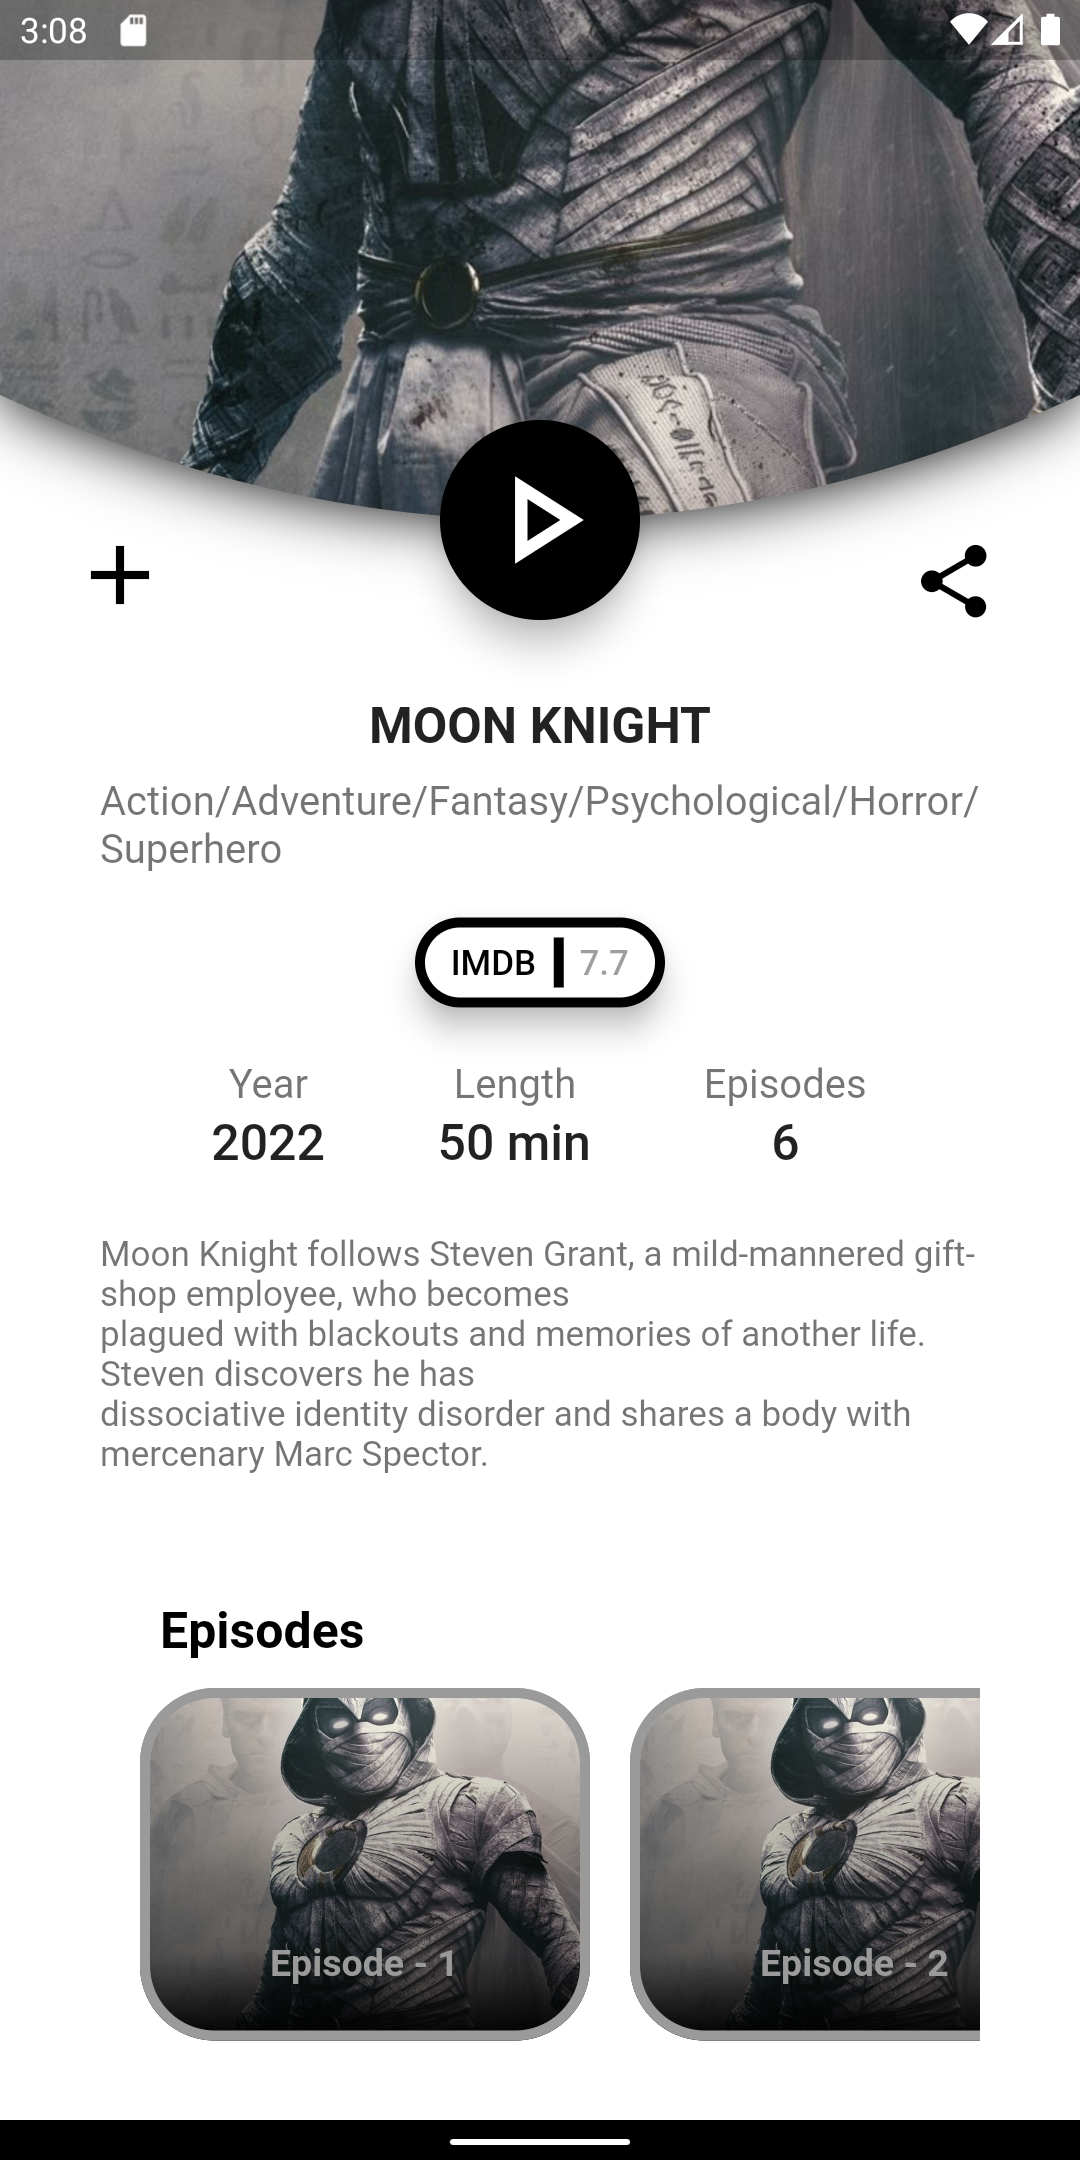 3:08
MOON KNIGHT
Action/Adventure/Fantasy/Psychological/Horror/
Superhero
IMDB 7.7
Year Length Episodes
2022 50 min 6
Moon Knight follows Steven Grant, a mild-mannered gift-
shop employee, who becomes
plagued with blackouts and memories of another life.
Steven discovers he has
dissociative identity disorder and shares a body with
mercenary Marc Spector.
Episodes
Episode - 1 Episode - 2